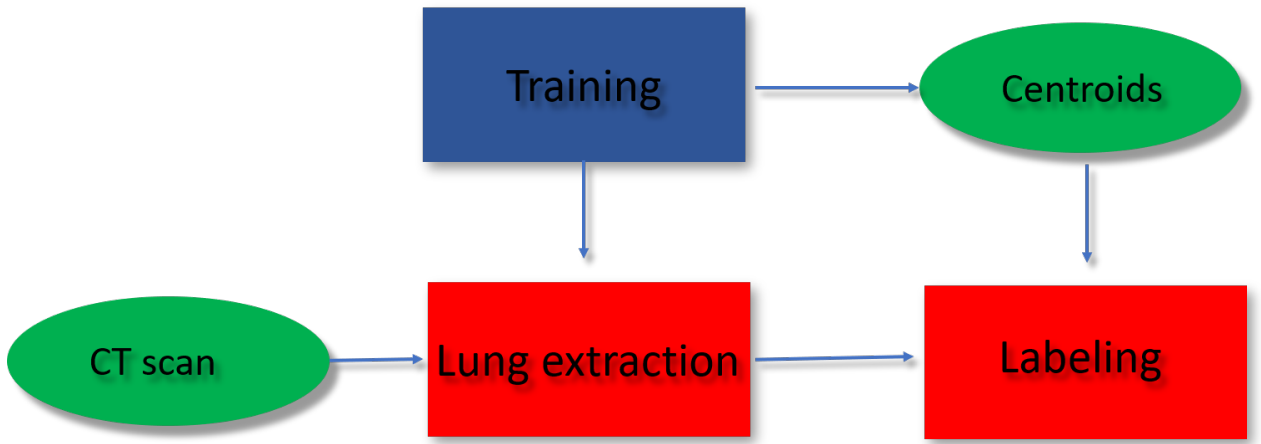 Training
Centroids
CT scan
Lung extraction
Labeling